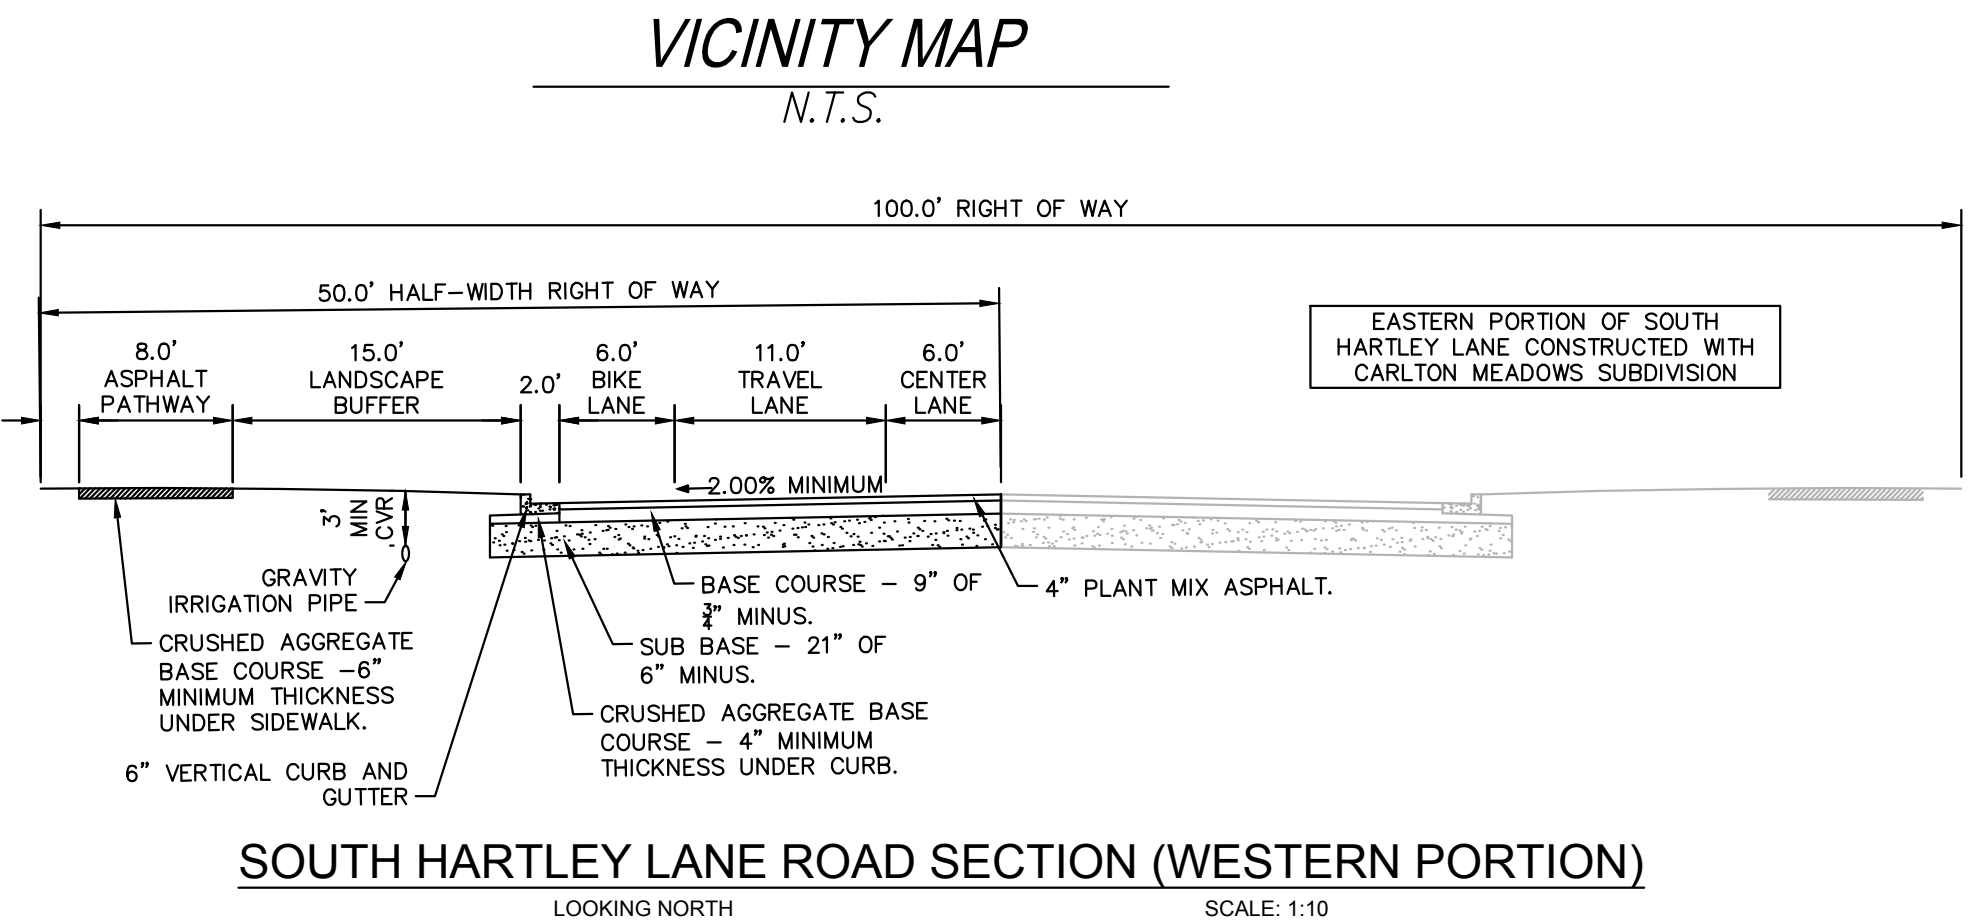 VICINITY MAP
N.T.S.
100.0' RIGHT OF WAY
50.0' HALF-WIDTH RIGHT OF WAY
8.0'
ASPHALT
PATHWAY
15.0'
LANDSCAPE
BUFFER
2.0'
6.0'
BIKE
LANE
11.0'
TRAVEL
LANE
6.0'
CENTER
LANE
EASTERN PORTION OF SOUTH
HARTLEY LANE CONSTRUCTED WITH
CARLTON MEADOWS SUBDIVISION
2.00% MINIMUM
3'
MIN
CVR
GRAVITY
IRRIGATION PIPE
CRUSHED AGGREGATE
BASE COURSE -6"
MINIMUM THICKNESS
UNDER SIDEWALK.
6" VERTICAL CURB AND
GUTTER
BASE COURSE - 9" OF
3/4" MINUS.
SUB BASE - 21" OF
6" MINUS.
CRUSHED AGGREGATE BASE
COURSE - 4" MINIMUM
THICKNESS UNDER CURB.
4" PLANT MIX ASPHALT.
SOUTH HARTLEY LANE ROAD SECTION (WESTERN PORTION)
LOOKING NORTH
SCALE: 1:10